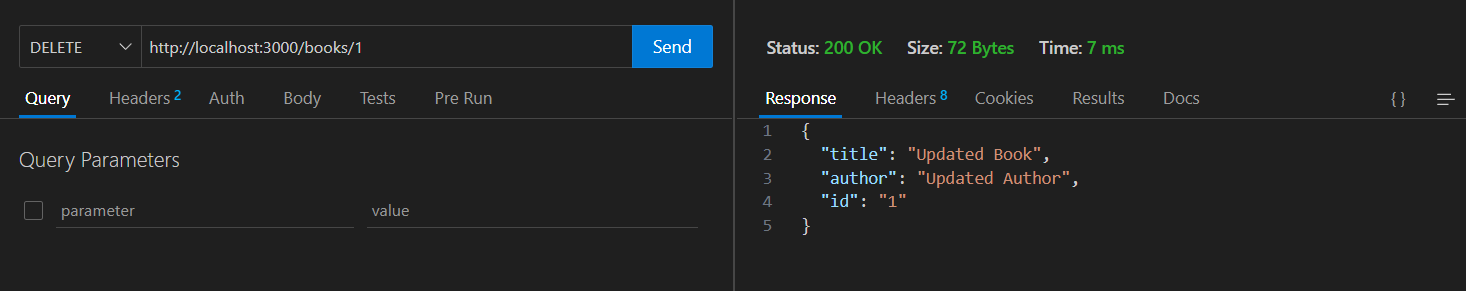 DELETE http://localhost:3000/books/1 Send
Query Headers 2 Auth Body Tests Pre Run
Query Parameters
parameter value
Status: 200 OK Size: 72 Bytes Time: 7 ms
Response Headers 8 Cookies Results Docs {}
1 {
2 "title": "Updated Book",
3 "author": "Updated Author",
4 "id": "1"
5 }